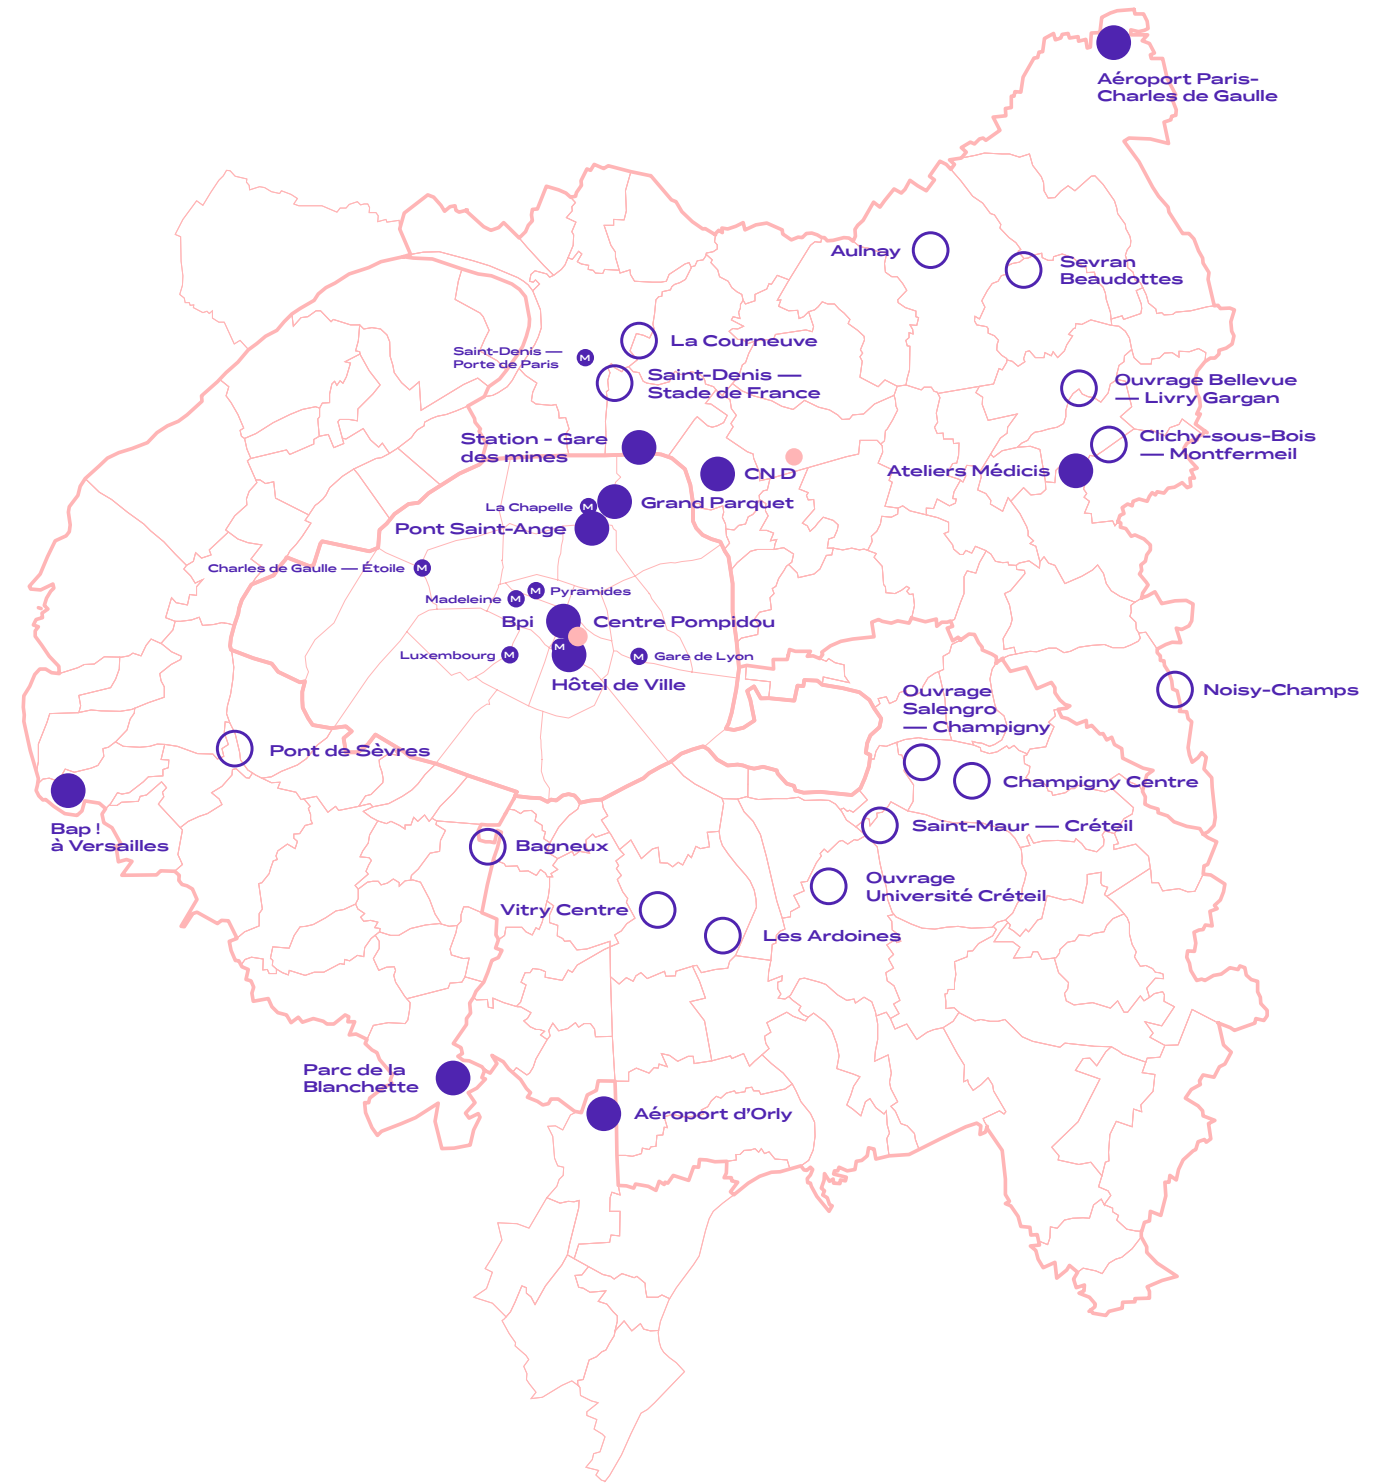 Aéroport Paris-
Charles de Gaulle
Aulnay
Sevran
Beaudottes
La Courneuve
Saint-Denis —
Porte de Paris
M
Saint-Denis —
Stade de France
Ouvrage Bellevue
— Livry Gargan
Station - Gare
des mines
Clichy-sous-Bois
— Montfermeil
CN D
Ateliers Médicis
La Chapelle
M
Grand Parquet
Pont Saint-Ange
Charles de Gaulle — Étoile
M
Madeleine
M
M
Pyramides
Bpi
Centre Pompidou
M
Luxembourg
M
M
Gare de Lyon
Hôtel de Ville
Noisy-Champs
Ouvrage
Salengro
— Champigny
Pont de Sèvres
Champigny Centre
Bap !
à Versailles
Saint-Maur — Créteil
Bagneux
Ouvrage
Université Créteil
Vitry Centre
Les Ardoines
Parc de la
Blanchette
Aéroport d'Orly